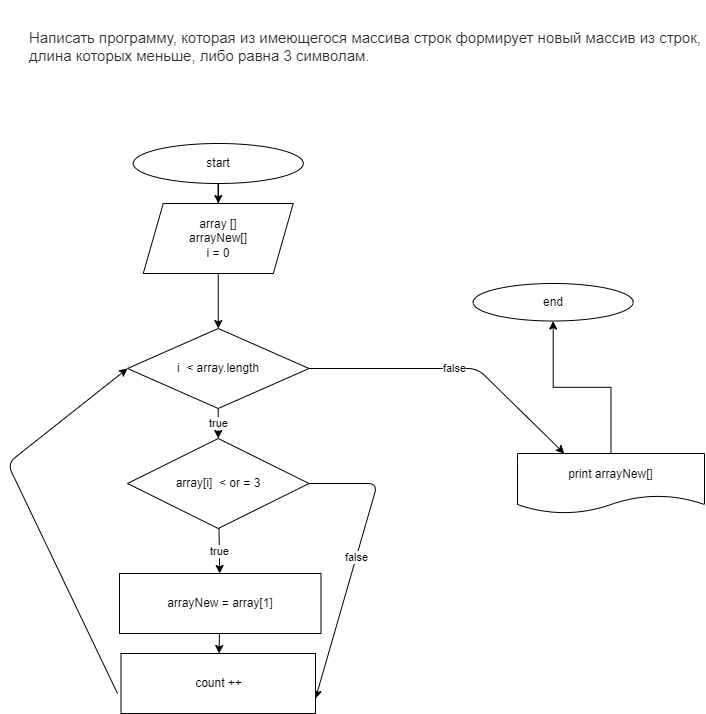 Написать программу, которая из имеющегося массива строк формирует новый массив из строк,
длина которых меньше, либо равна 3 символам.
start
array []
arrayNew[]
i = 0
end
i < array.length
false
true
print arrayNew[]
array[i] < or = 3
true
false
arrayNew = array[1]
count ++